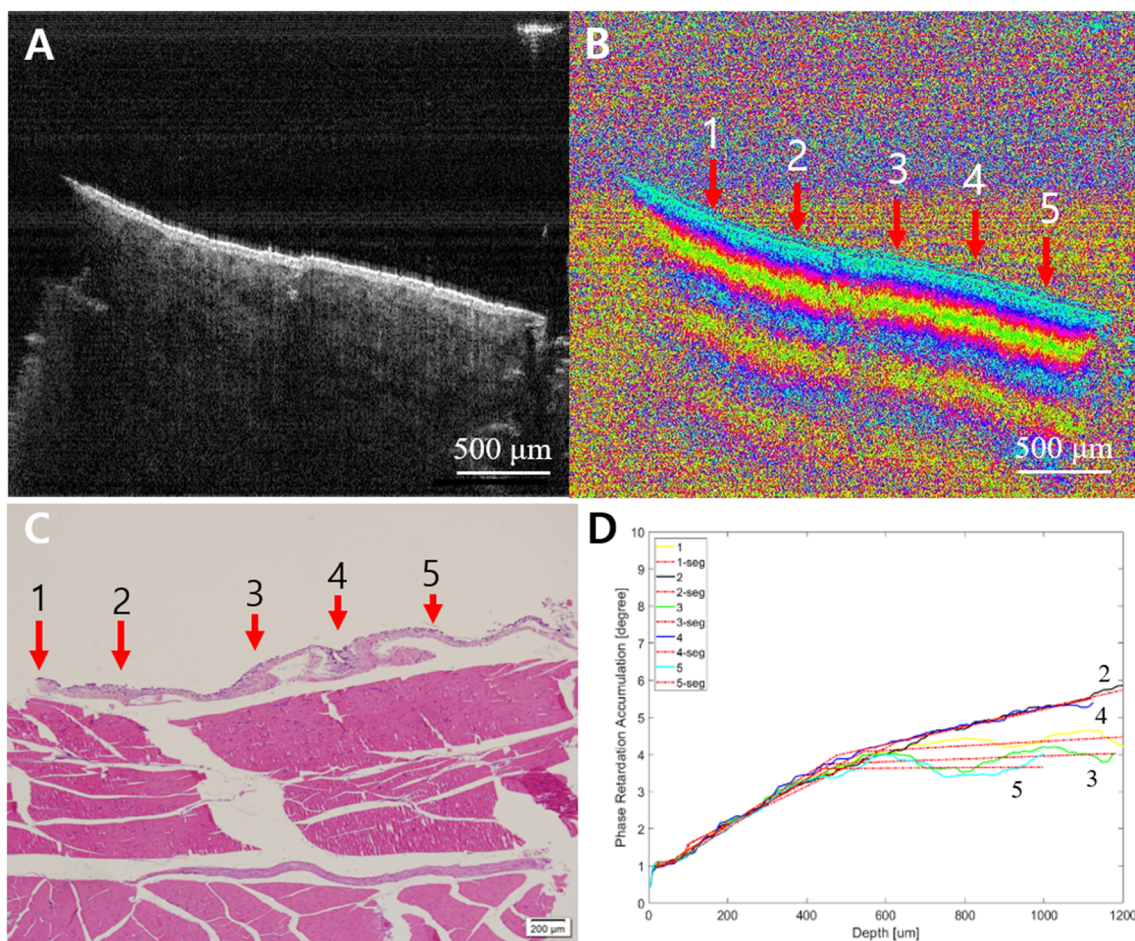 A
500 μm
B
1
2
3
4
5
500 μm
C
1
2
3
4
5
200 μm
D
Phase Retardation Accumulation [degree]
10
9
8
7
6
5
4
3
2
1
0
1
1-seg
2
2-seg
3
3-seg
4
4-seg
5
5-seg
2
4
3
5
0
200
400
600
800
1000
1200
Depth [um]